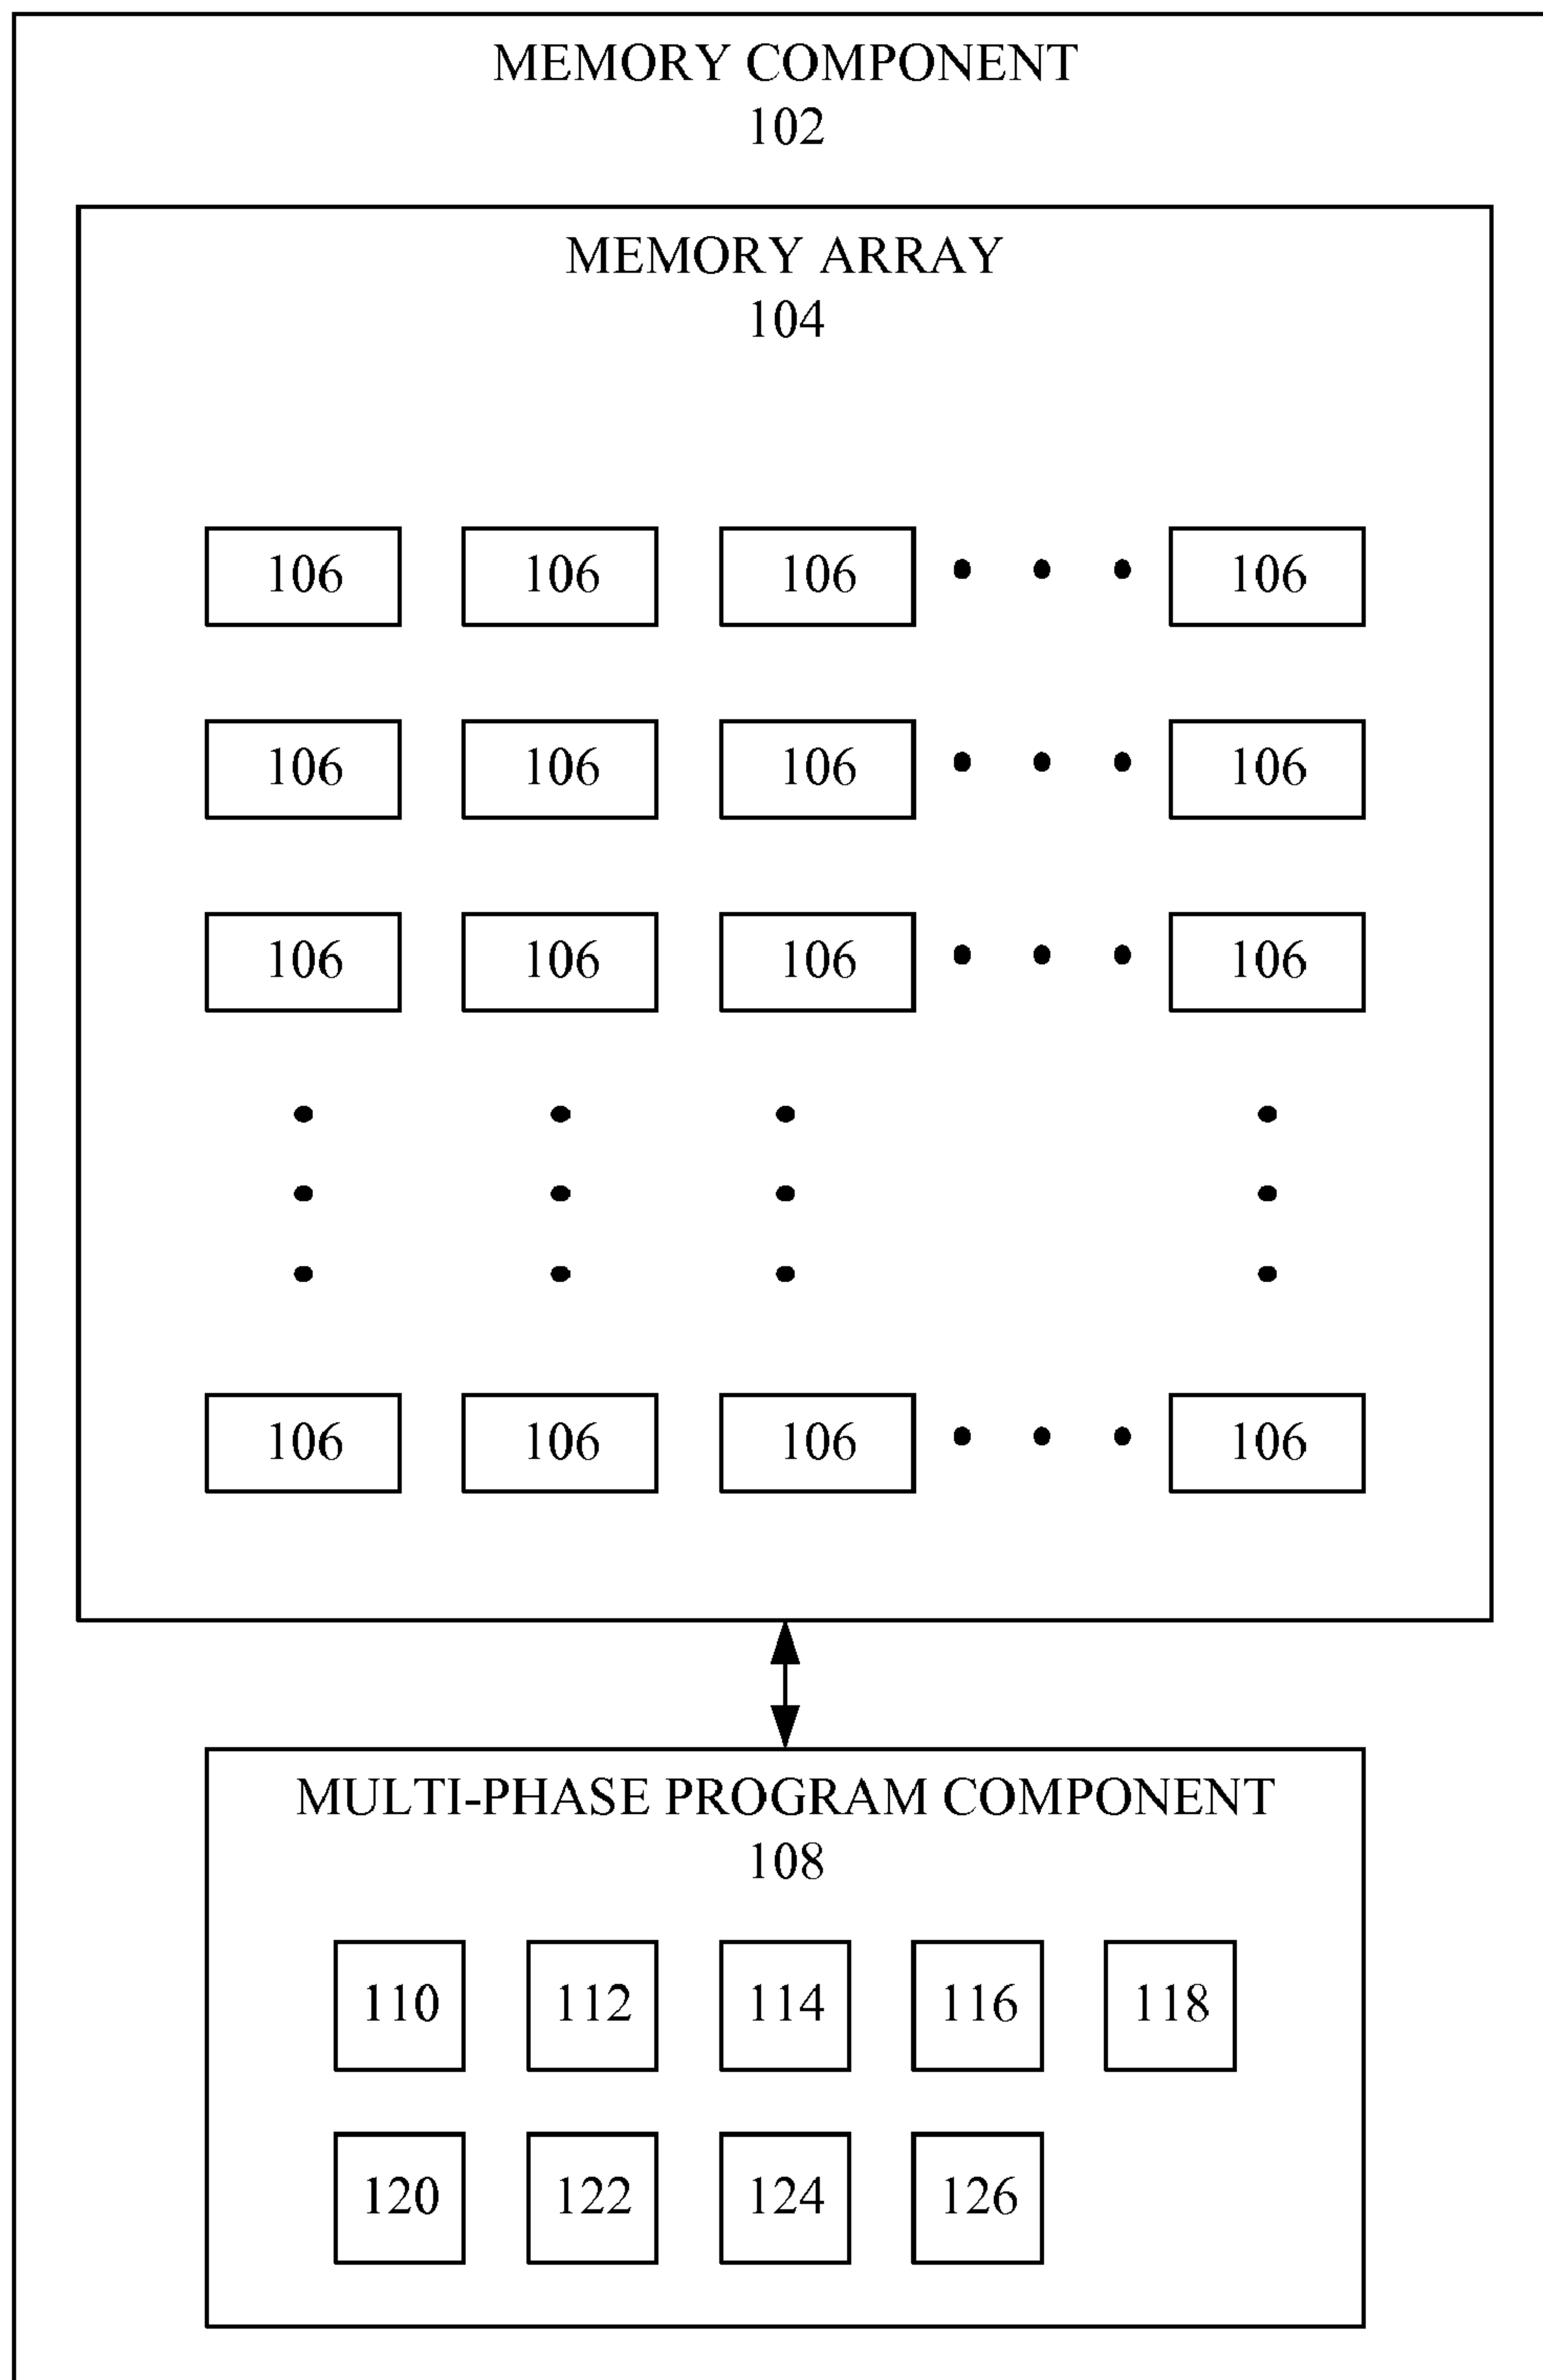 MEMORY COMPONENT
102
MEMORY ARRAY
104
106 106 106 106
106 106 106 106
106 106 106 106
106 106 106 106
MULTI-PHASE PROGRAM COMPONENT
108
110 112 114 116 118
120 122 124 126